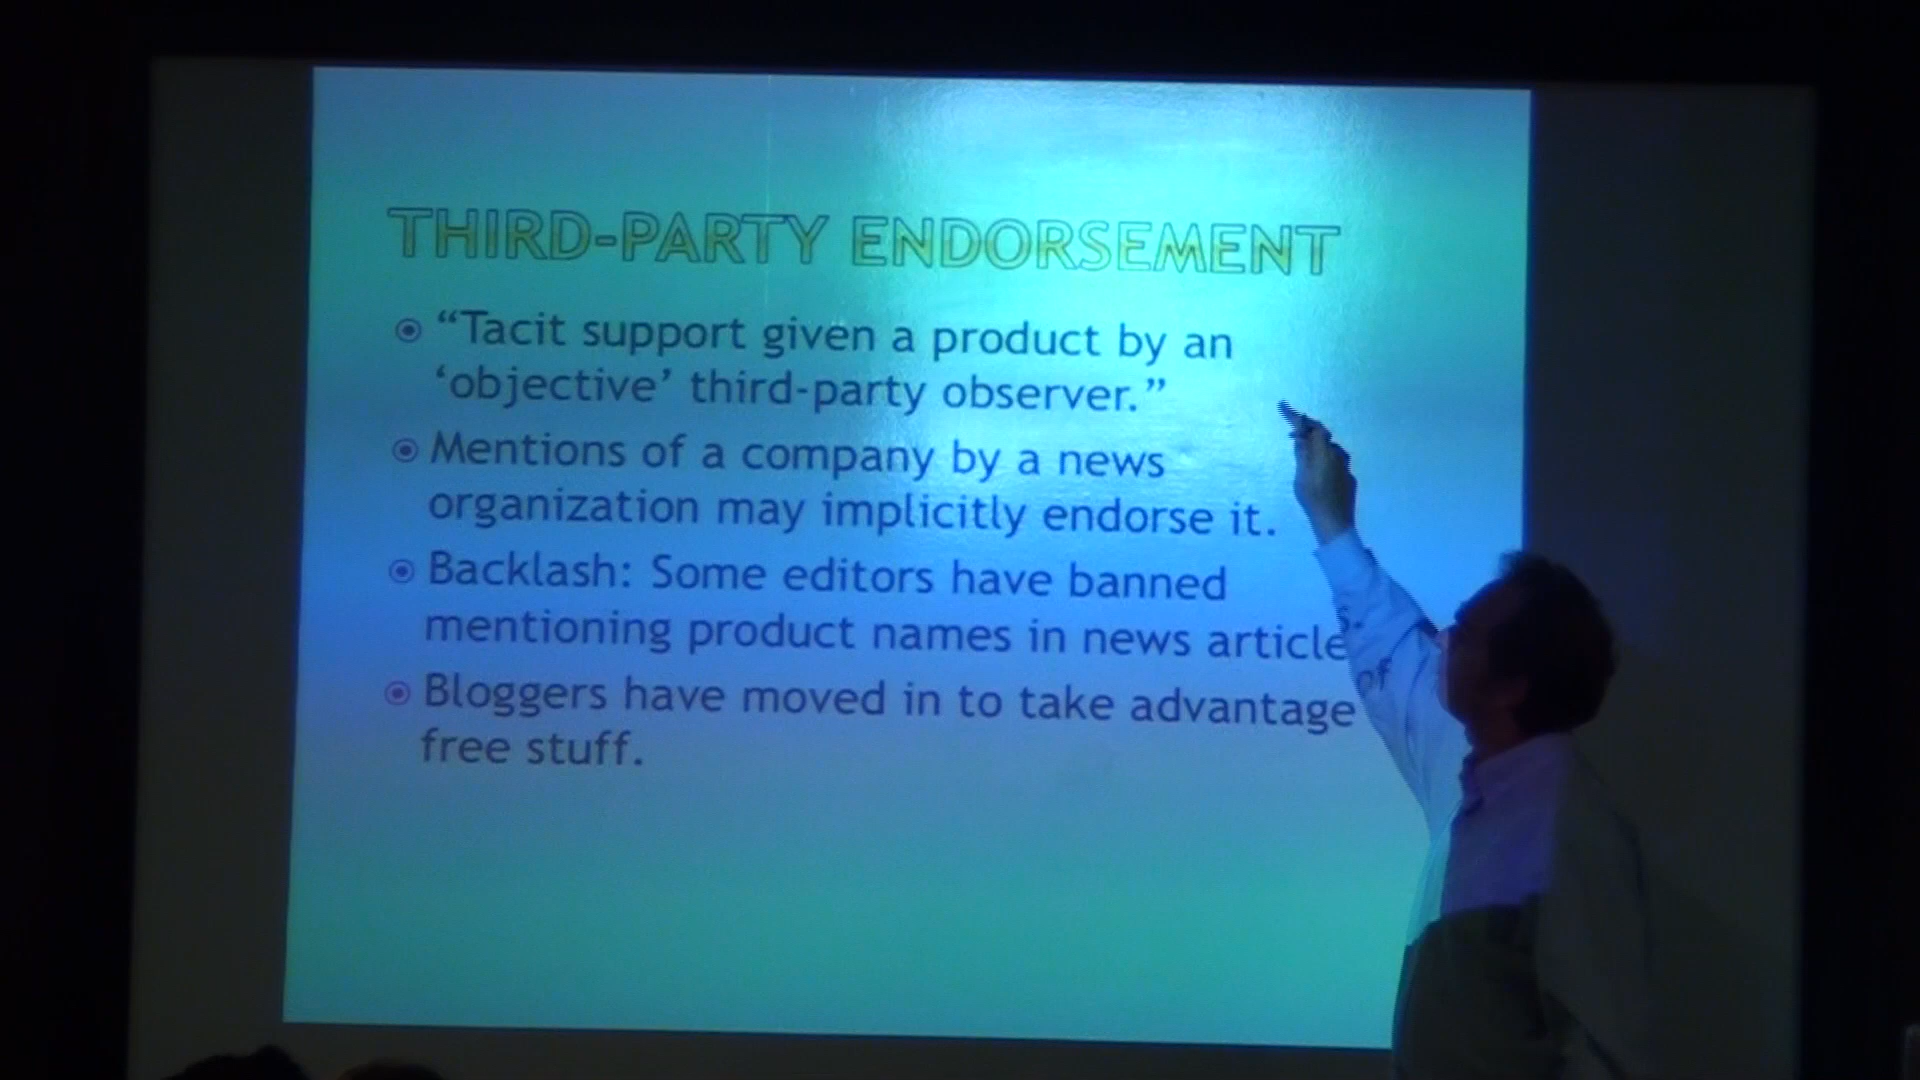 THIRD-PARTY ENDORSEMENT
“Tacit support given a product by an
‘objective’ third-party observer.”
Mentions of a company by a news
organization may implicitly endorse it.
Backlash: Some editors have banned
mentioning product names in news articles.
Bloggers have moved in to take advantage of
free stuff.